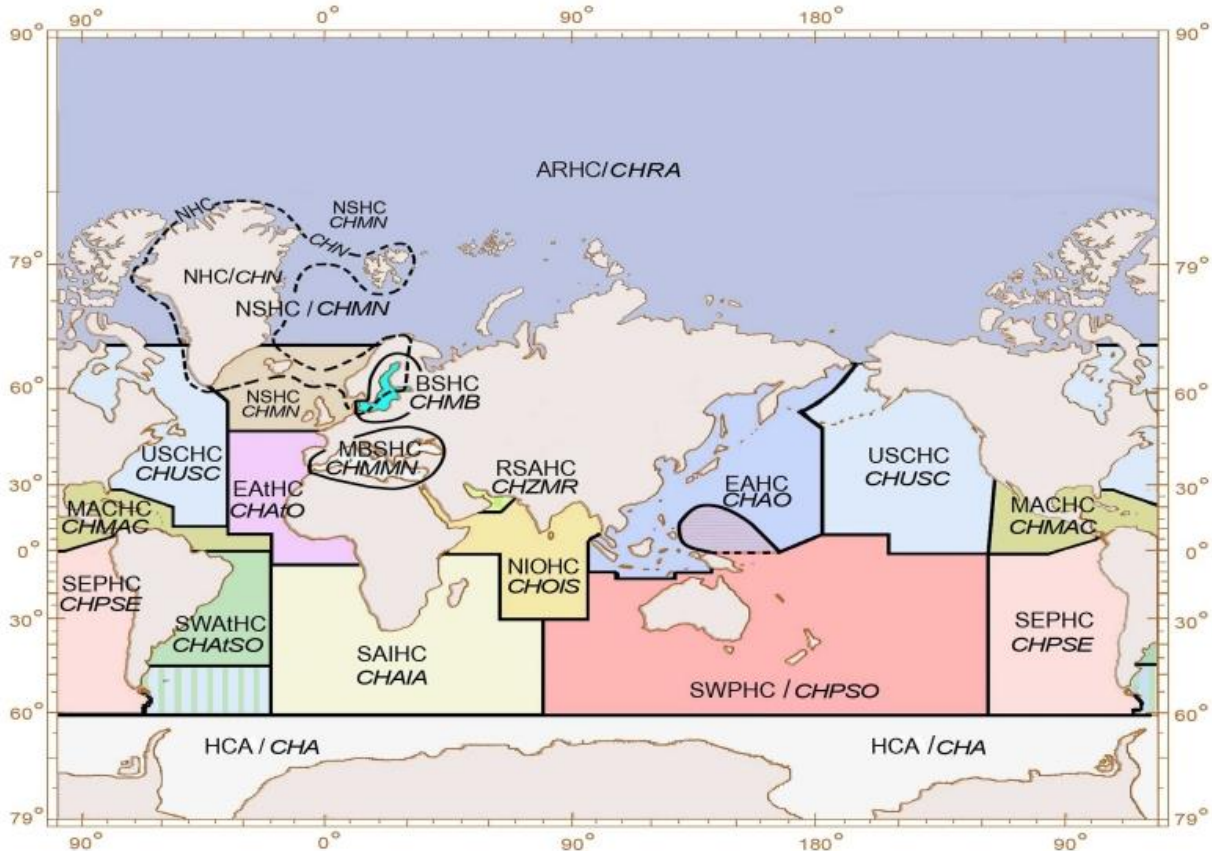 90° 0° 90° 180° 90°
90° 90°
ARHC/CHRA
NHC
NSHC
CHMN
CHN
79° 79°
NHC/CHN
NSHC / CHMN
60° 60°
BSHC
CHMB
NSHC
CHMN
USCHC
CHUSC
MBSHC
CHMMN
RSAHC
CHZMR
USCHC
CHUSC
30° 30°
EAtHC
CHAtO
EAHC
CHAO
MACHC
CHMAC
MACHC
CHMAC
0° 0°
NIOHC
CHOIS
SEPHC
CHPSE
SWAtHC
CHAtSO
30° 30°
SEPHC
CHPSE
SAIHC
CHAIA
SWPHC / CHPSO
60° 60°
HCA / CHA
HCA / CHA
79° 79°
90° 0° 90° 180° 90°